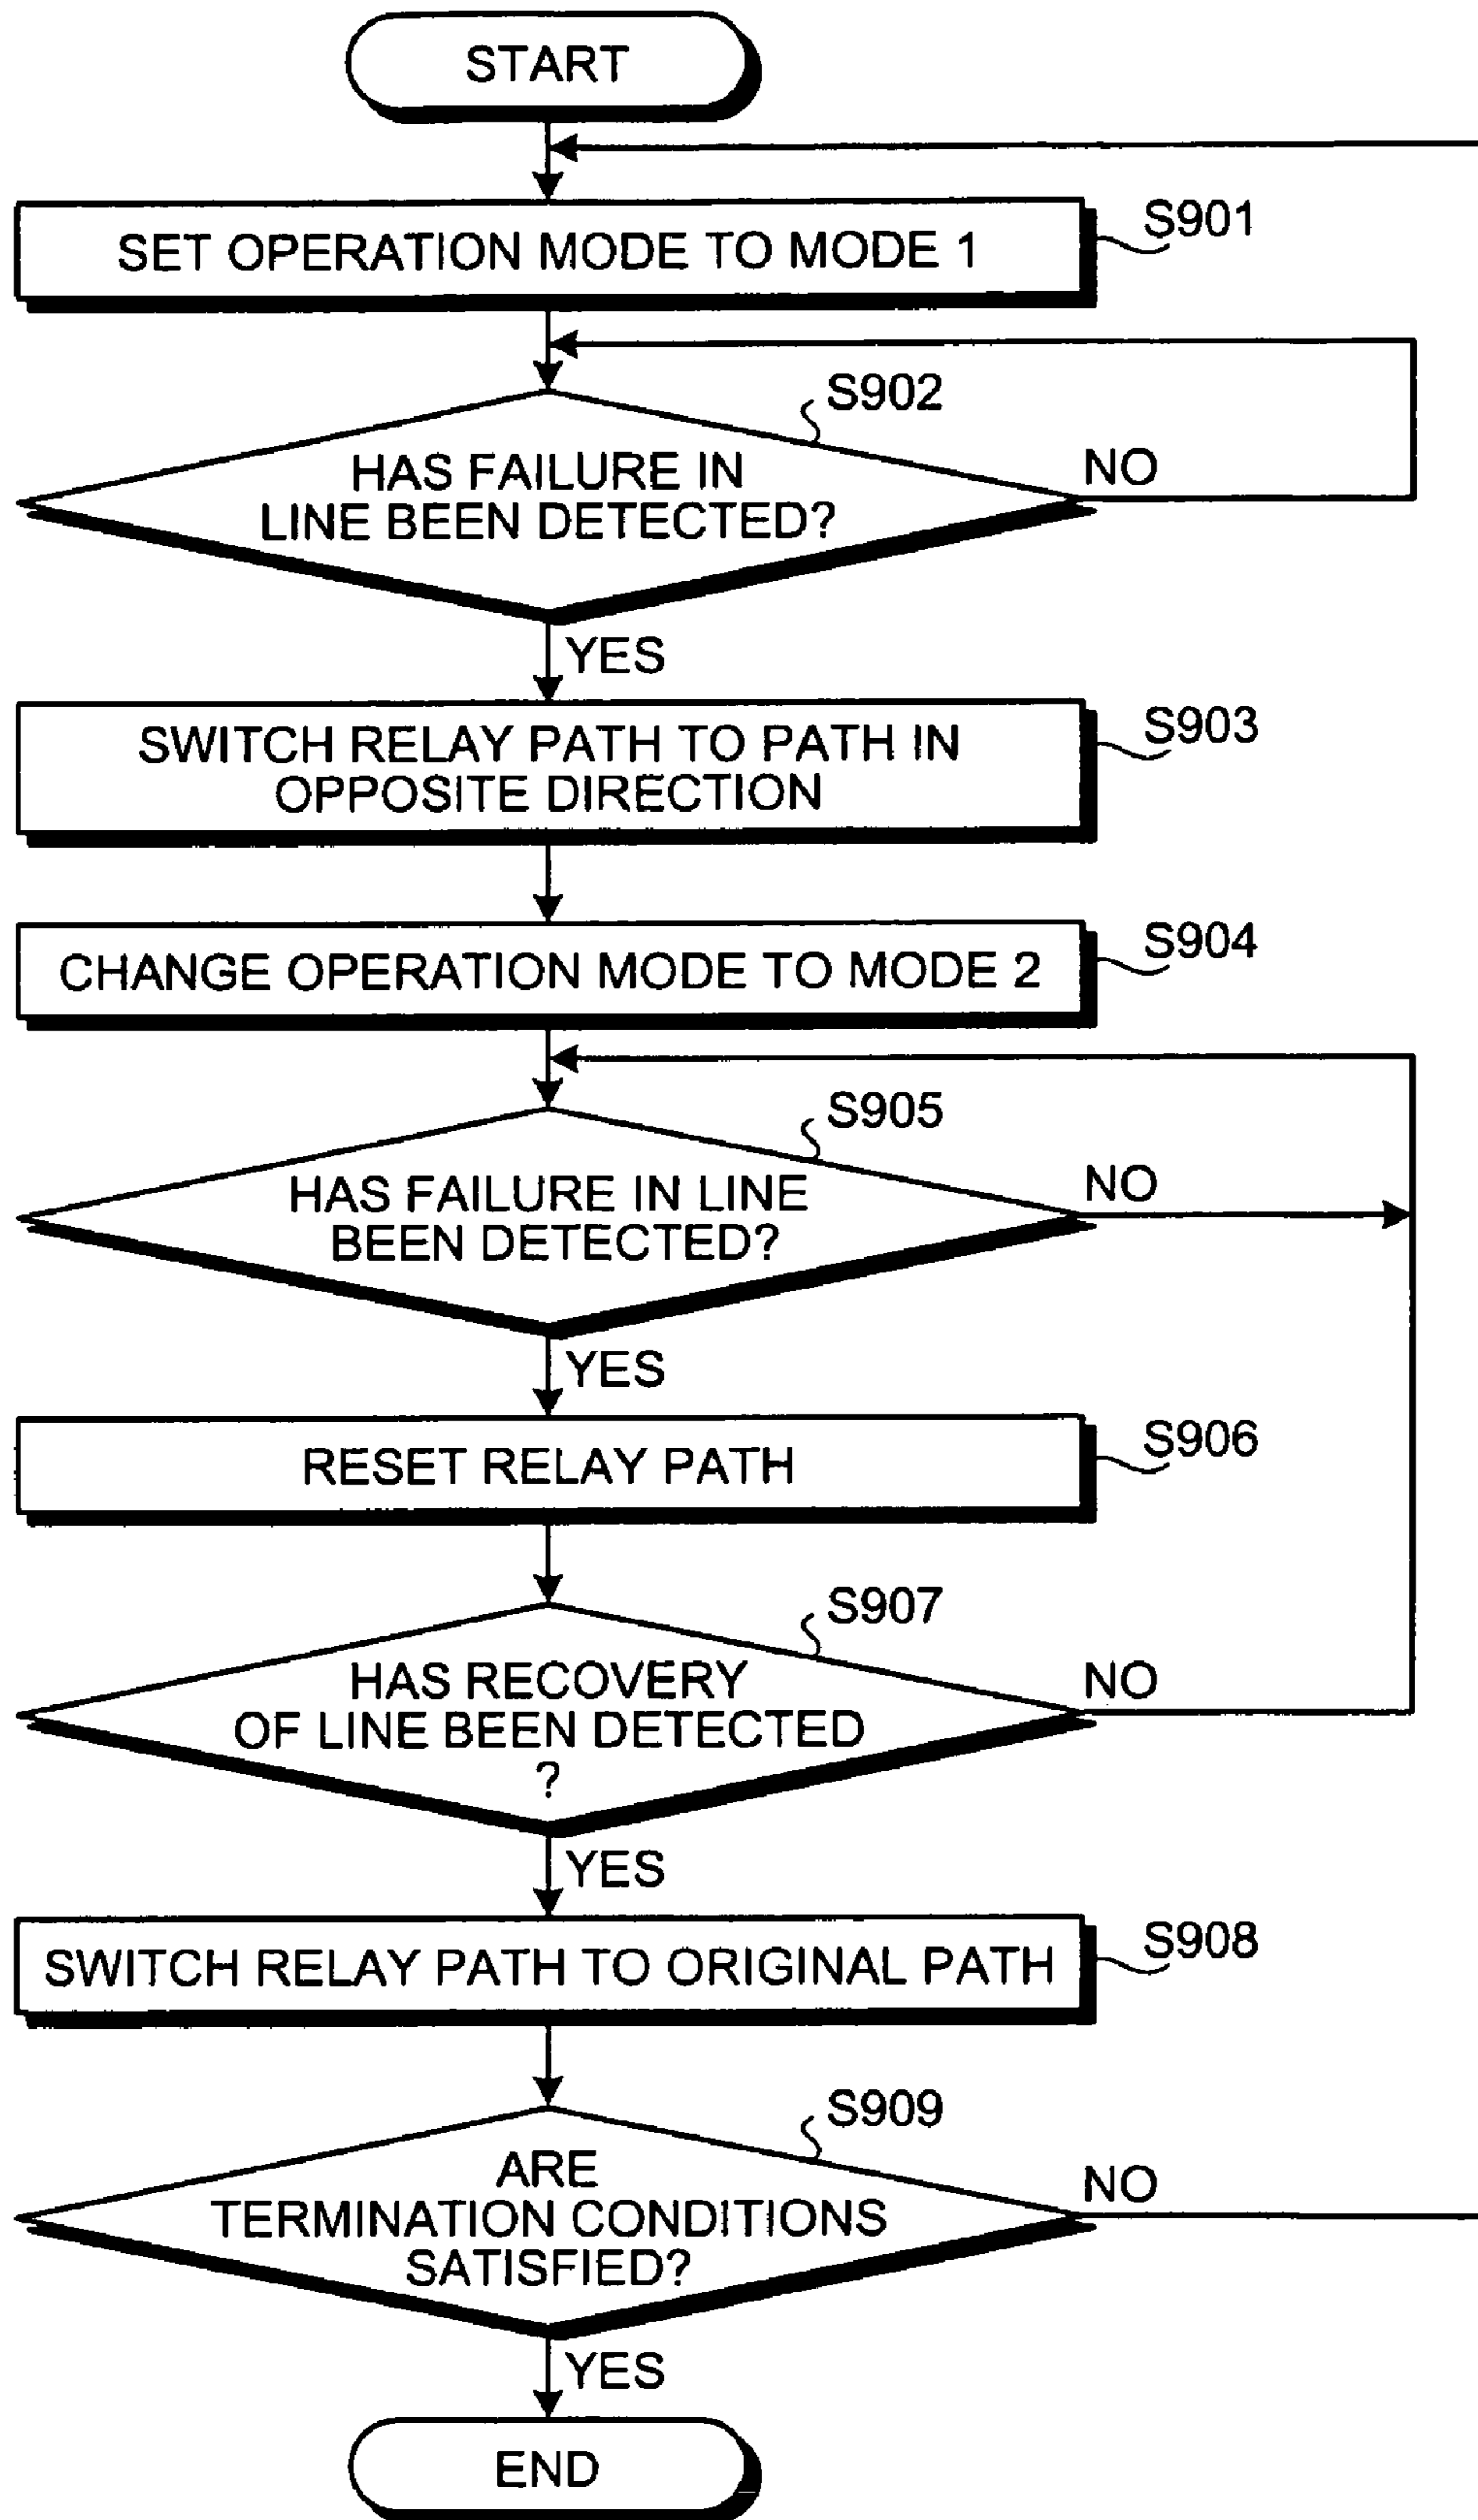 START
S901
SET OPERATION MODE TO MODE 1
S902
HAS FAILURE IN
LINE BEEN DETECTED?
NO
YES
S903
SWITCH RELAY PATH TO PATH IN
OPPOSITE DIRECTION
S904
CHANGE OPERATION MODE TO MODE 2
S905
HAS FAILURE IN LINE
BEEN DETECTED?
NO
YES
S906
RESET RELAY PATH
S907
HAS RECOVERY
OF LINE BEEN DETECTED
?
NO
YES
S908
SWITCH RELAY PATH TO ORIGINAL PATH
S909
ARE
TERMINATION CONDITIONS
SATISFIED?
NO
YES
END